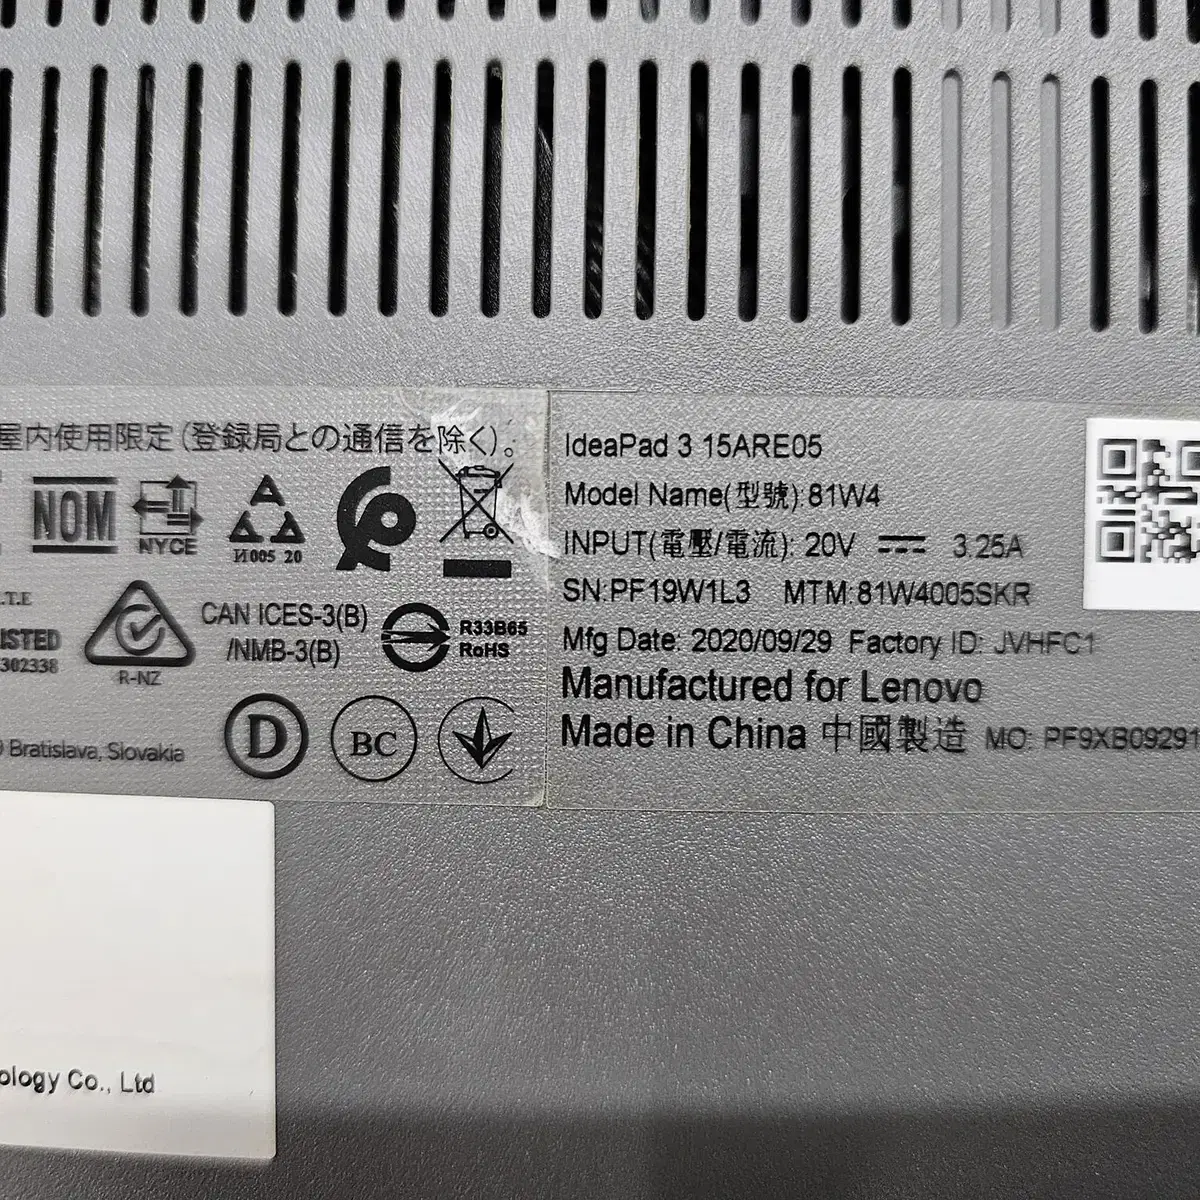 屋内使用限定(登録局との通信を除く)。
NOM
NYCE
И005 20
.T.E
ISTED
302338
R-NZ
CAN ICES-3(B)
/NMB-3(B)
R33B65
RoHS
Bratislava, Slovakia
D
BC
IdeaPad 3 15ARE05
Model Name(型號):81W4
INPUT(電壓/電流): 20V ⎓ 3.25A
SN:PF19W1L3 MTM:81W4005SKR
Mfg Date: 2020/09/29 Factory ID: JVHFC1
Manufactured for Lenovo
Made in China 中國製造 MO: PF9XB09291
ology Co., Ltd